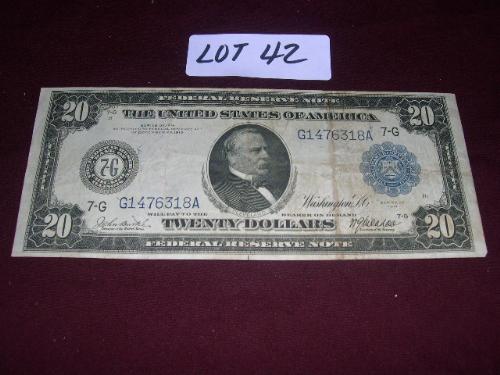 LOT 42
FEDERAL RESERVE NOTE
20 THE UNITED STATES OF AMERICA 20
G1476318A 7-G
7-G
7-G G1476318A
Washington, D.C.
WILL PAY TO THE BEARER ON DEMAND
7-G
20 TWENTY DOLLARS 20
FEDERAL RESERVE NOTE